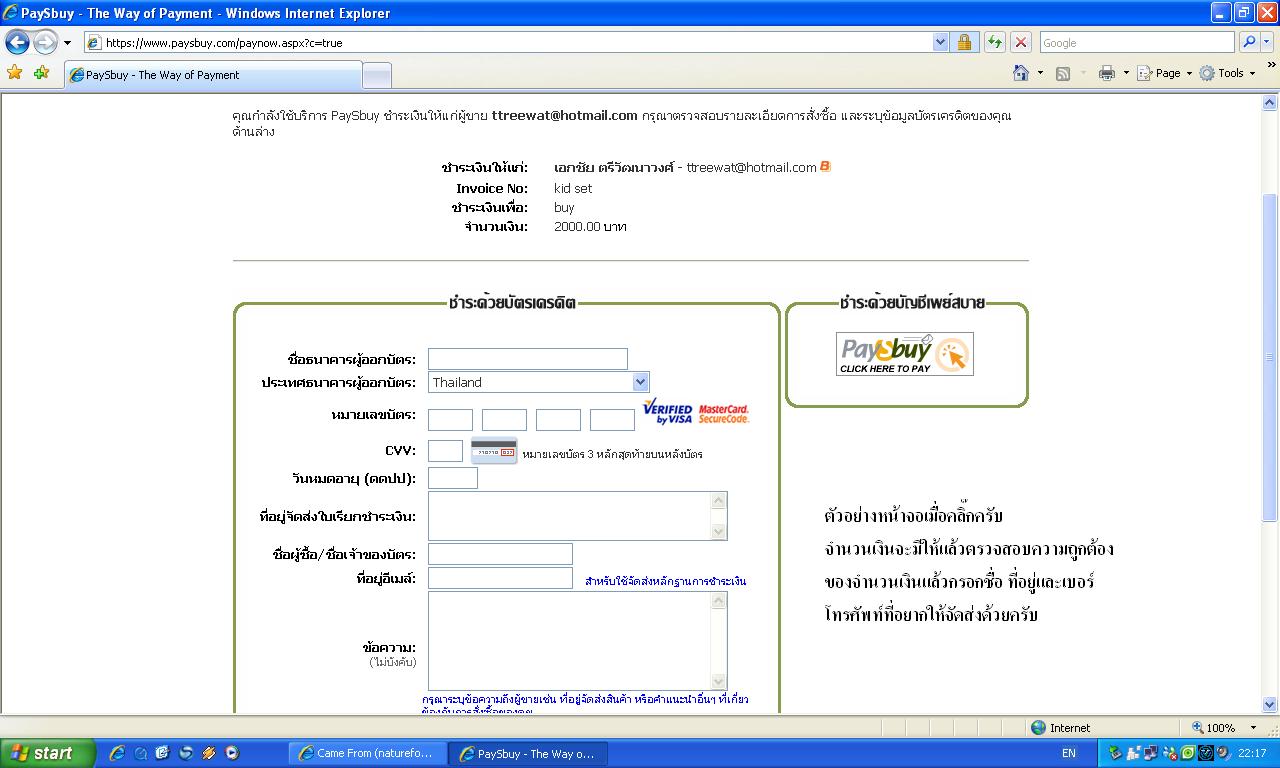 PaySbuy - The Way of Payment - Windows Internet Explorer
https://www.paysbuy.com/paynow.aspx?c=true
Google
PaySbuy - The Way of Payment
Page
Tools
คุณกำลังใช้บริการ PaySbuy ชำระเงินให้แก่ผู้ขาย ttreewat@hotmail.com กรุณาตรวจสอบรายละเอียดการสั่งซื้อ และระบุข้อมูลบัตรเครดิตของคุณ
ด้านล่าง
ชำระเงินให้แก่: เอกชัย ตรีวัฒนาวงศ์ - ttreewat@hotmail.com B
Invoice No: kid set
ชำระเงินเพื่อ: buy
จำนวนเงิน: 2000.00 บาท
ชำระด้วยบัตรเครดิต
ชื่อธนาคารผู้ออกบัตร:
ประเทศธนาคารผู้ออกบัตร: Thailand
หมายเลขบัตร: VERIFIED by VISA MasterCard. SecureCode.
CVV: หมายเลขบัตร 3 หลักสุดท้ายบนหลังบัตร
วันหมดอายุ (ดดปป):
ที่อยู่จัดส่งใบเรียกชำระเงิน:
ชื่อผู้ซื้อ/ชื่อเจ้าของบัตร:
ที่อยู่อีเมล์: สำหรับใช้จัดส่งหลักฐานการชำระเงิน
ข้อความ:
(ไม่บังคับ)
กรุณาระบุข้อความถึงผู้ขายเช่น ที่อยู่จัดส่งสินค้า หรือคำแนะนำอื่นๆ ที่เกี่ยว
ข้องกับการสั่งซื้อของคุณ
ชำระด้วยบัญชีเพย์สบาย
PaySbuy
CLICK HERE TO PAY
ตัวอย่างหน้าจอเมื่อคลิ๊กครับ
จำนวนเงินจะมีให้แล้วตรวจสอบความถูกต้อง
ของจำนวนเงินแล้วกรอกชื่อ ที่อยู่และเบอร์
โทรศัพท์ที่อยากให้จัดส่งด้วยครับ
Internet
100%
start
Came From (naturefo...
PaySbuy - The Way o...
EN
22:17